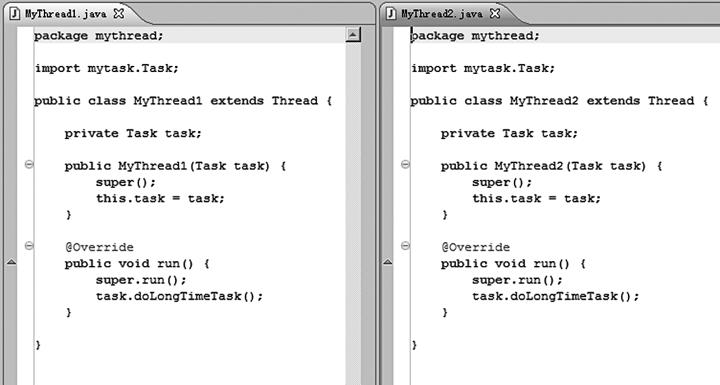 MyThread1.java
package mythread;
import mytask.Task;
public class MyThread1 extends Thread {
private Task task;
public MyThread1(Task task) {
super();
this.task = task;
}
@Override
public void run() {
super.run();
task.doLongTimeTask();
}
}
MyThread2.java
package mythread;
import mytask.Task;
public class MyThread2 extends Thread {
private Task task;
public MyThread2(Task task) {
super();
this.task = task;
}
@Override
public void run() {
super.run();
task.doLongTimeTask();
}
}